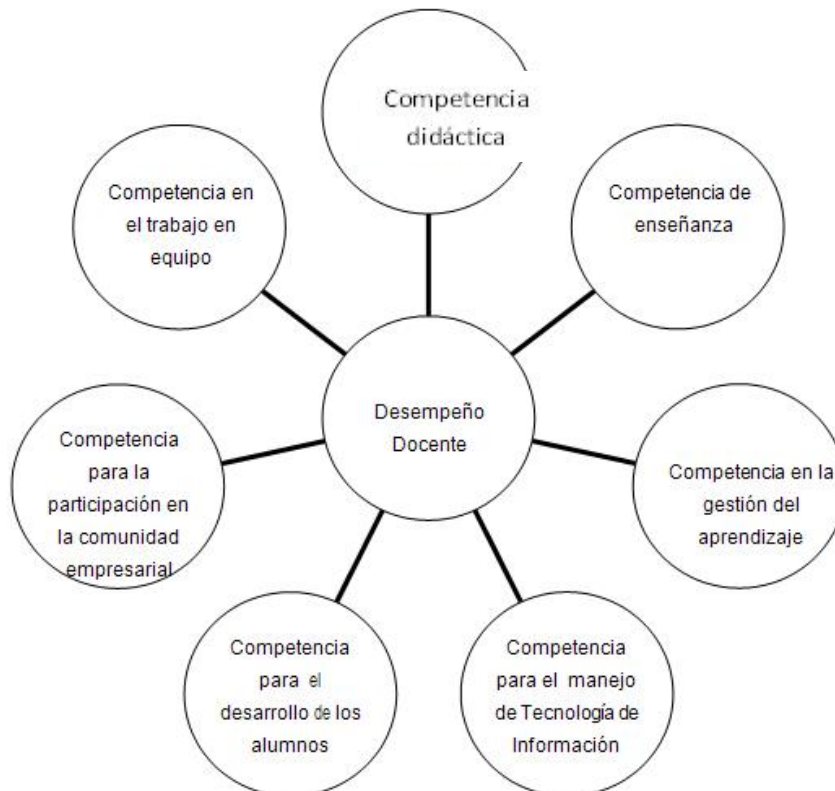 Competencia
didáctica
Competencia en
el trabajo en
equipo
Competencia de
enseñanza
Desempeño
Docente
Competencia
para la
participación en
la comunidad
empresarial
Competencia en la
gestión del
aprendizaje
Competencia
para el
desarrollo de los
alumnos
Competencia
para el manejo
de Tecnología de
Información